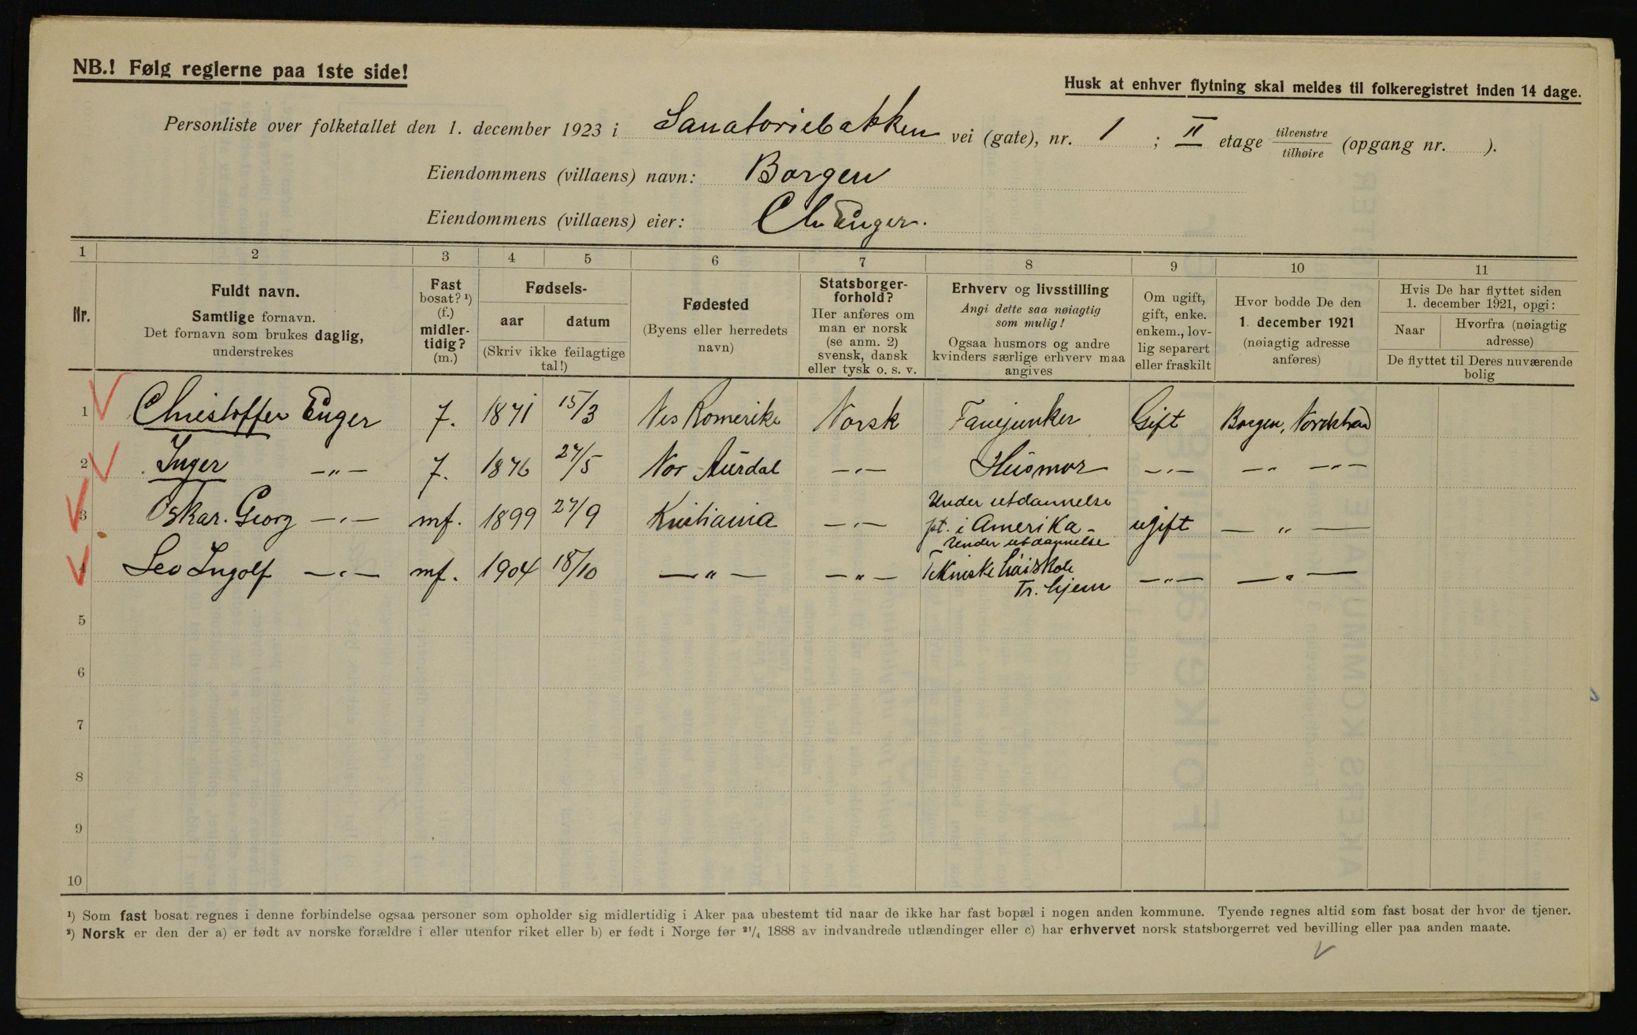 NB.! Følg reglerne paa 1ste side!
Husk at enhver flytning skal meldes til folkeregistret inden 14 dage.
Personliste over folketallet den 1. december 1923 i Sanatoriebakken vei (gate), nr. 1 ; II etage tilvenstre tilhøire (opgang nr. ).
Eiendommens (villaens) navn: Borgen
Eiendommens (villaens) eier: Chr Enger.
1 2 3 4 5 6 7 8 9 10 11
Nr.
Fuldt navn.
Samtlige fornavn.
Det fornavn som brukes daglig,
understrekes
Fast
bosat? ¹)
(f.)
midler-
tidig?
(m.)
Fødsels-
aar datum
(Skriv ikke feilagtige
tal!)
Fødested
(Byens eller herredets
navn)
Statsborger-
forhold?
Her anføres om
man er norsk
(se anm. 2)
svensk, dansk
eller tysk o. s. v.
Erhverv og livsstilling
Angi dette saa nøiagtig
som mulig!
Ogsaa husmors og andre
kvinders særlige erhverv maa
angives
Om ugift,
gift, enke.
enkem., lov-
lig separert
eller fraskilt
Hvor bodde De den
1. december 1921
(nøiagtig adresse
anføres)
Hvis De har flyttet siden
1. december 1921, opgi:
Naar Hvorfra (nøiagtig
adresse)
De flyttet til Deres nuværende
bolig
1 Christoffer Enger f. 1871 15/3 Nes Romerike Norsk Fanejunker Gift Borgen, Nordstrand
2 Inger —„— f. 1876 27/5 Nor Aurdal —„— Husmor —„— —„— —„—
3 Oskar. Georg —„— mf. 1899 27/9 Kristiania —„— Under utdannelse
pt. i Amerika – ugift — „ —
4 Leo Ingolf —„— mf. 1904 18/10 —„— —„— Under utdannelse
Tekniske høiskole
Tr. hjem —„— —„—
5
6
7
8
9
10
¹) Som fast bosat regnes i denne forbindelse ogsaa personer som opholder sig midlertidig i Aker paa ubestemt tid naar de ikke har fast bopæl i nogen anden kommune. Tyende regnes altid som fast bosat der hvor de tjener.
²) Norsk er den der a) er født av norske forældre i eller utenfor riket eller b) er født i Norge før ²¹/₄ 1888 av indvandrede utlændinger eller c) har erhvervet norsk statsborgerret ved bevilling eller paa anden maate.